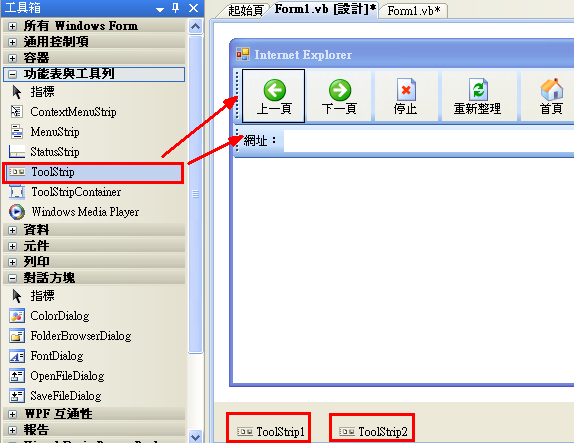 工具箱
所有 Windows Form
通用控制項
容器
功能表與工具列
指標
ContextMenuStrip
MenuStrip
StatusStrip
ToolStrip
ToolStripContainer
Windows Media Player
資料
元件
列印
對話方塊
指標
ColorDialog
FolderBrowserDialog
FontDialog
OpenFileDialog
SaveFileDialog
WPF 互通性
報告
起始頁 Form1.vb [設計]* Form1.vb*
Internet Explorer
上一頁 下一頁 停止 重新整理 首頁
網址：
ToolStrip1 ToolStrip2